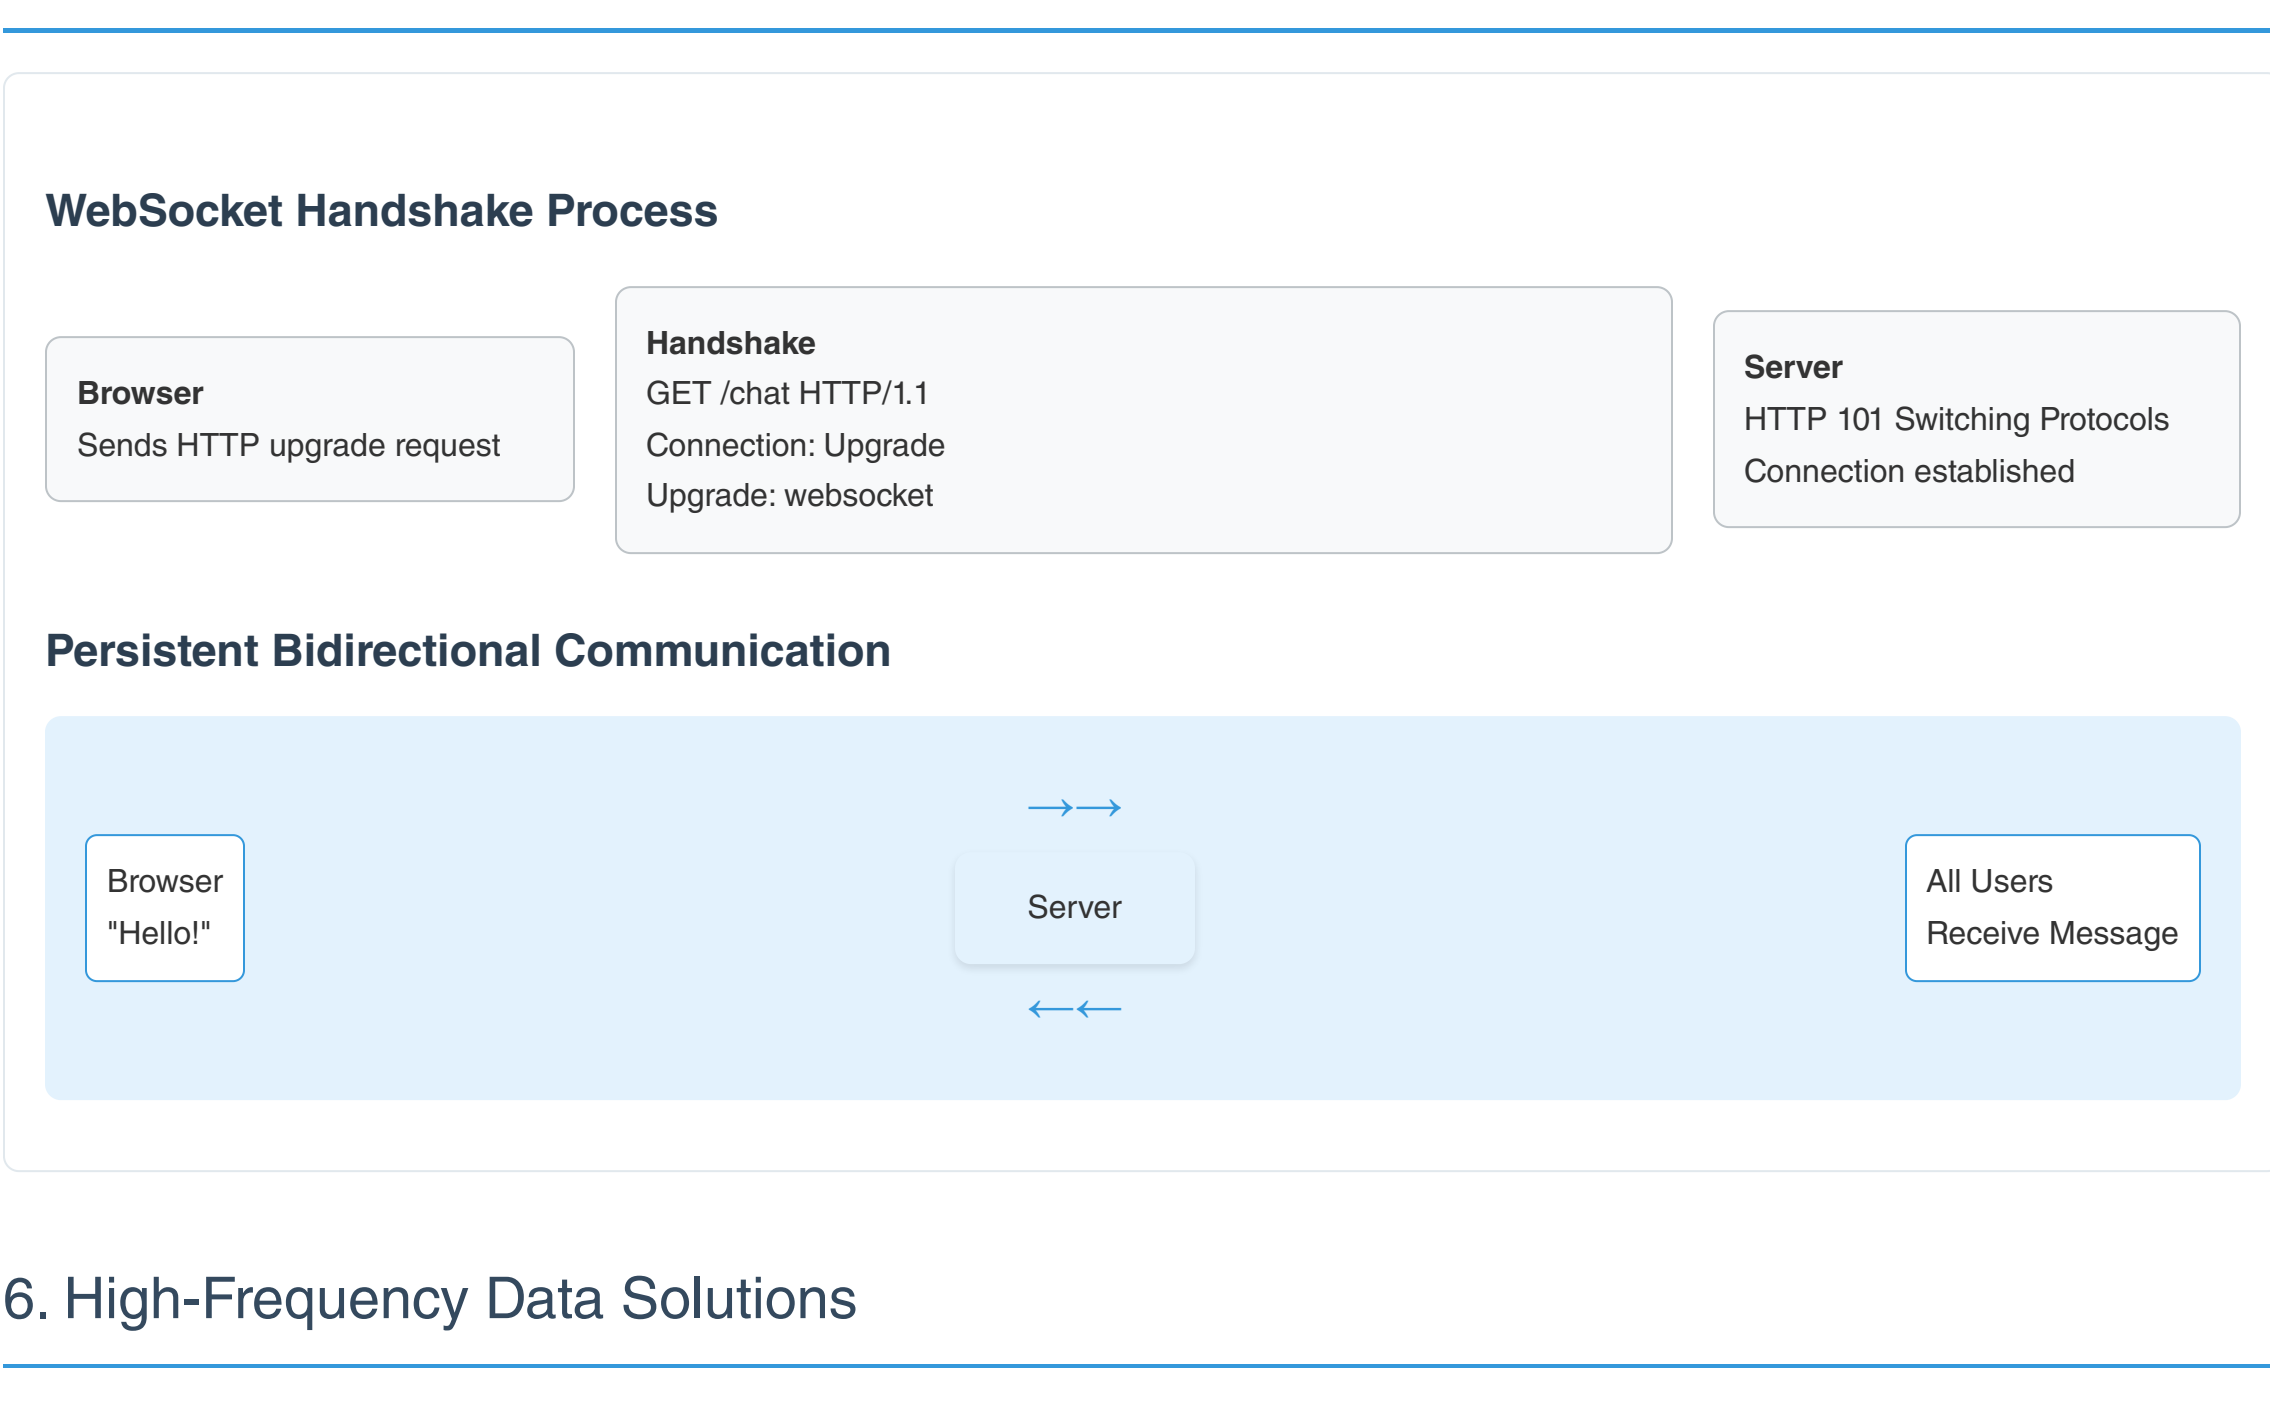 WebSocket Handshake Process
Browser
Sends HTTP upgrade request
Handshake
GET /chat HTTP/1.1
Connection: Upgrade
Upgrade: websocket
Server
HTTP 101 Switching Protocols
Connection established
Persistent Bidirectional Communication
Browser
"Hello!"
→→
Server
←←
All Users
Receive Message
6. High-Frequency Data Solutions